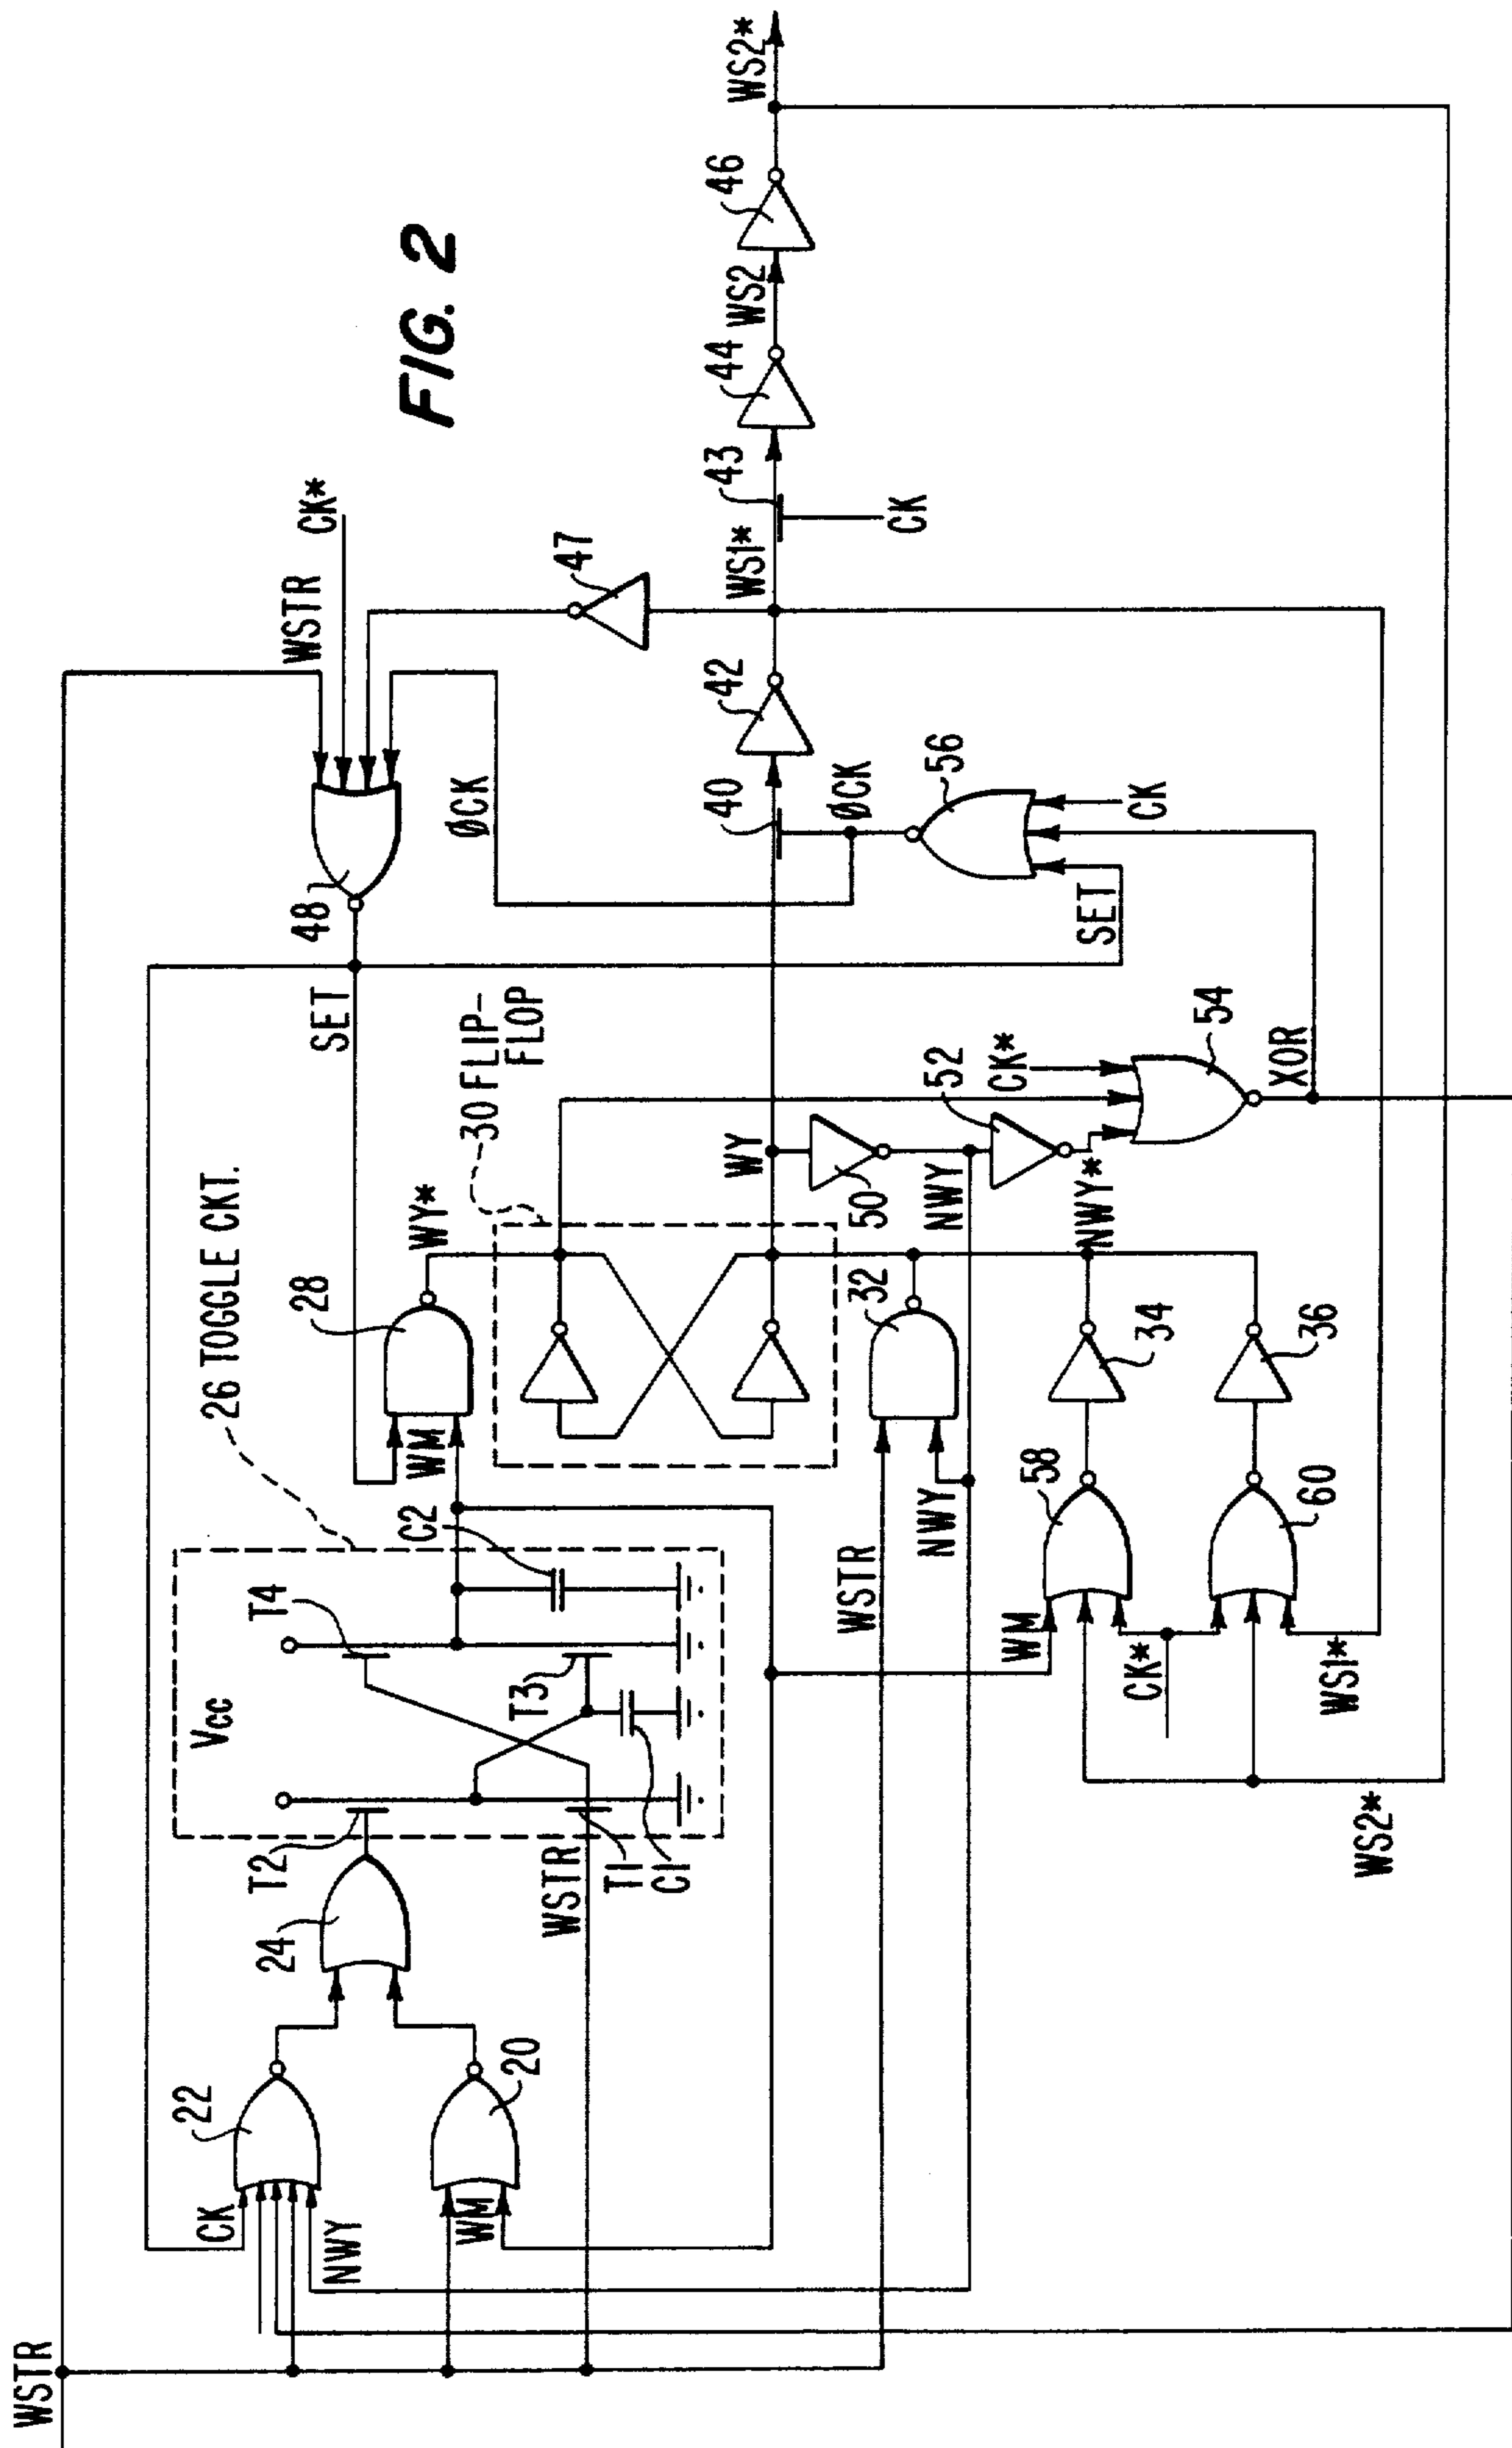 FIG. 2
WSTR
CK
NWY
22
WM
20
24
T2
WSTR
T1
C1
Vcc
T4
T3
C2
26 TOGGLE CKT.
SET
WM
28
WY*
30 FLIP-
FLOP
WSTR
NWY
32
WM
CK*
58
34
60
36
WS1*
WS2*
WY
50
NWY
52
NWY*
CK*
54
XOR
SET
CK
56
ØCK
40
42
WS1*
43
CK
44
WS2
46
WS2*
47
48
WSTR
CK*
ØCK